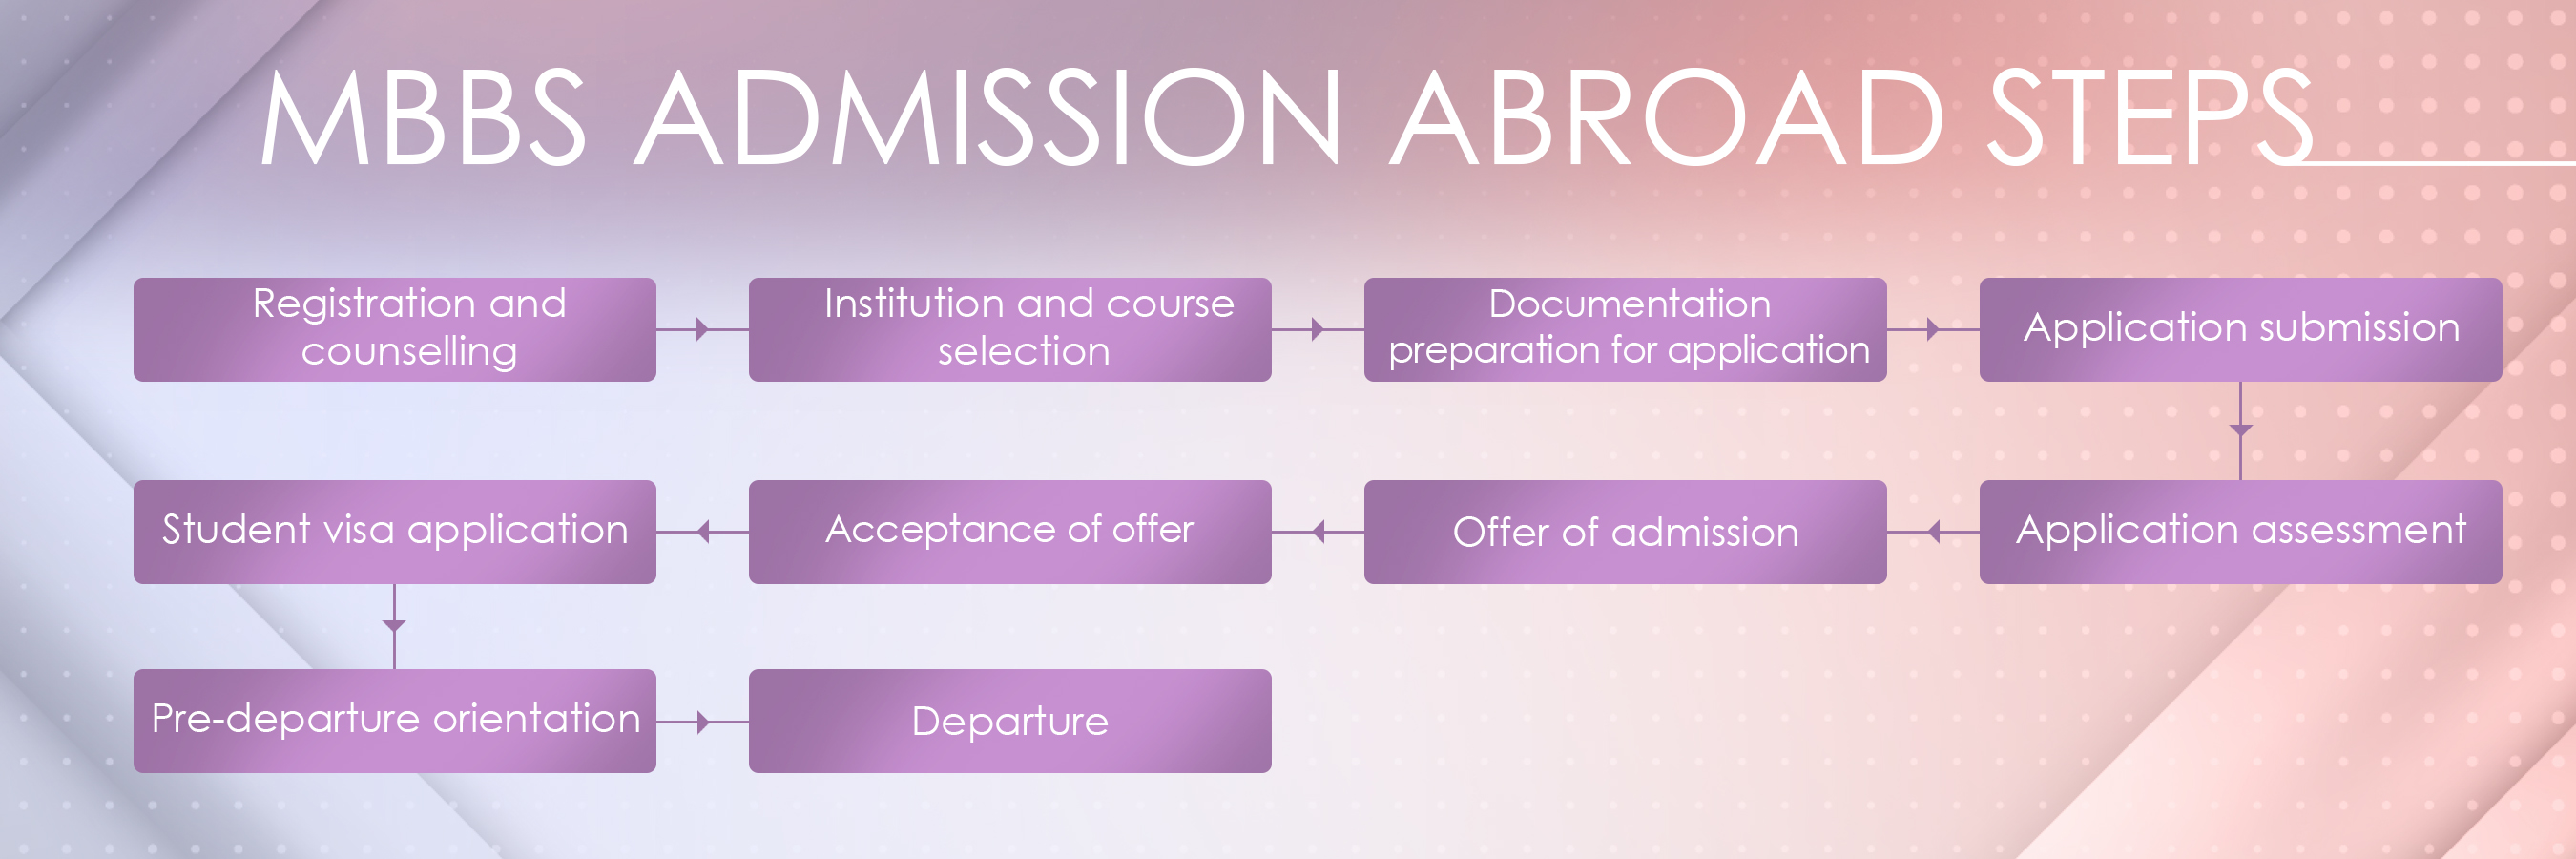 MBBS ADMISSION ABROAD STEPS
Registration and
counselling
Institution and course
selection
Documentation
preparation for application
Application submission
Application assessment
Offer of admission
Acceptance of offer
Student visa application
Pre-departure orientation
Departure